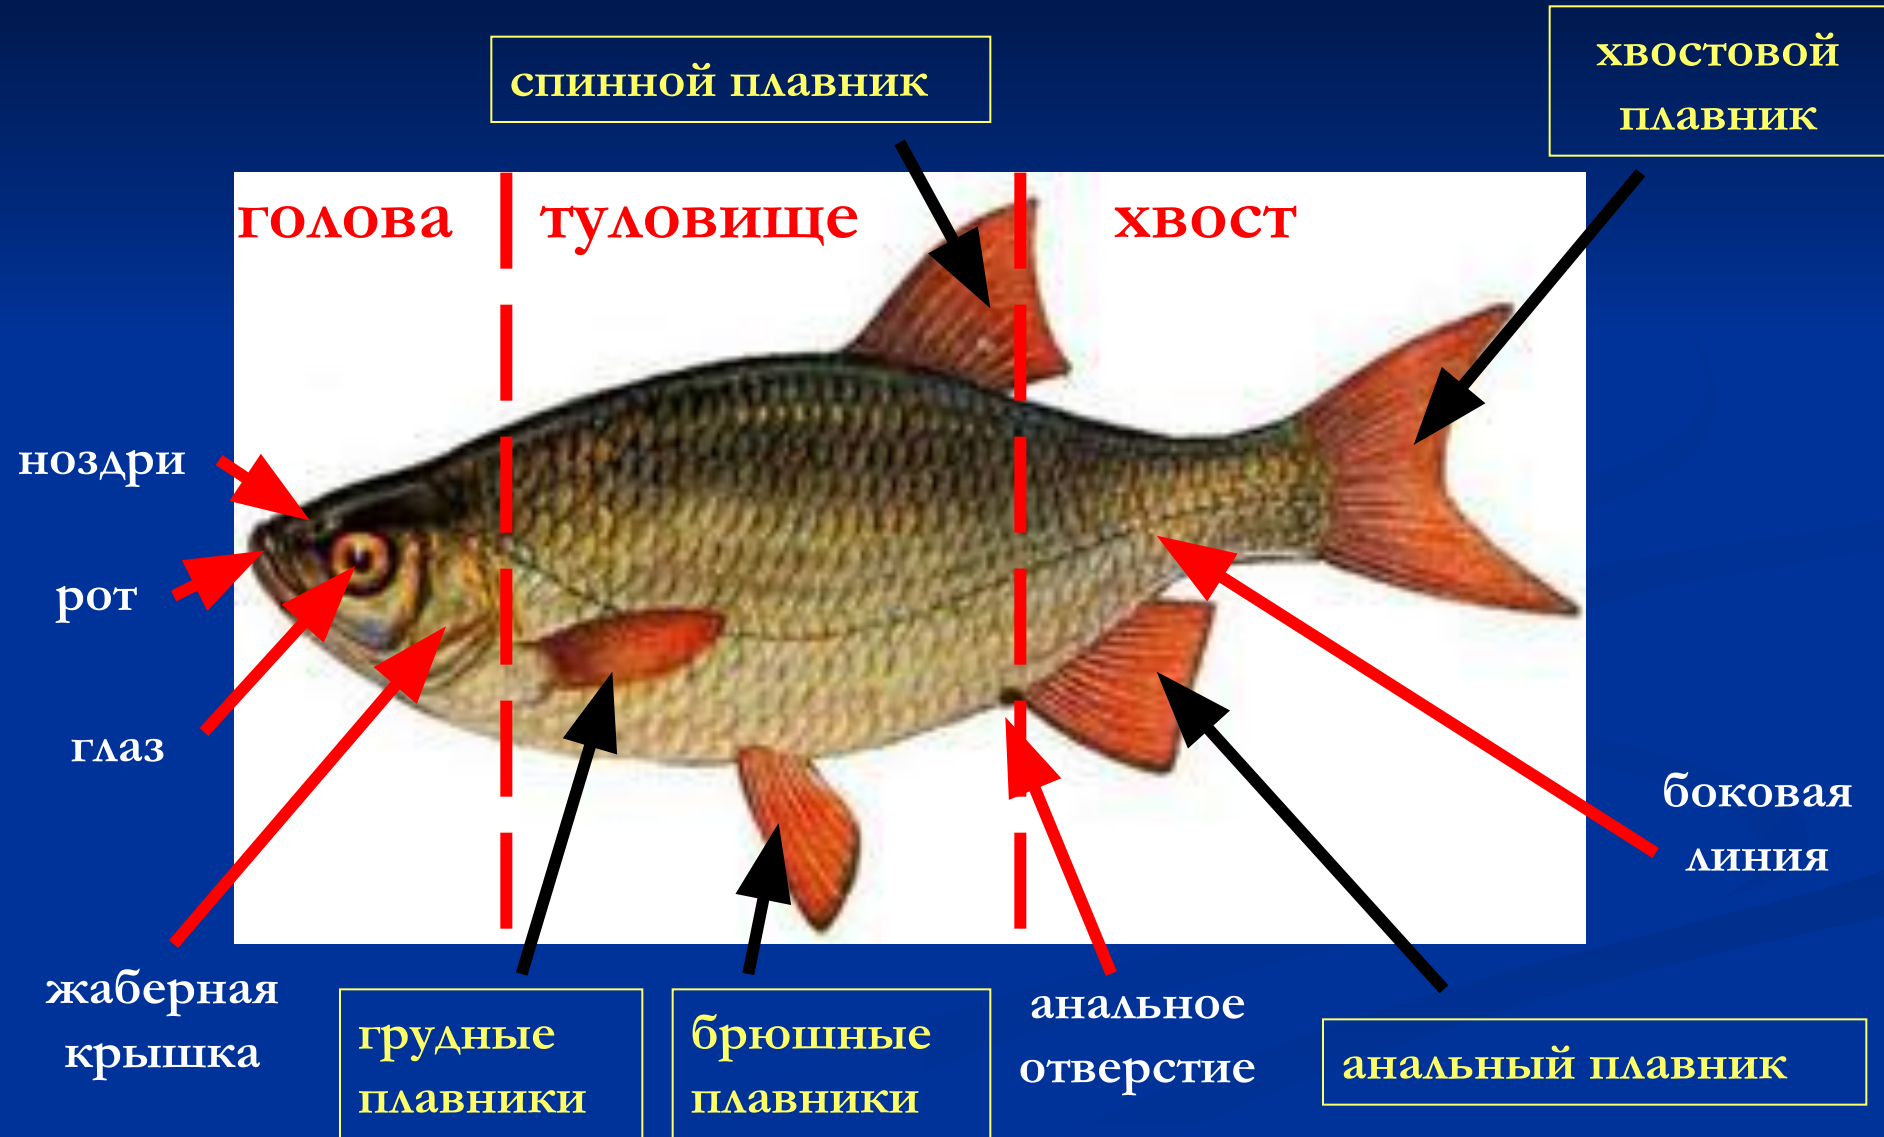 хвостовой
плавник
спинной плавник
голова
туловище
хвост
ноздри
рот
глаз
боковая
линия
жаберная
крышка
грудные
плавники
брюшные
плавники
анальное
отверстие
анальный плавник